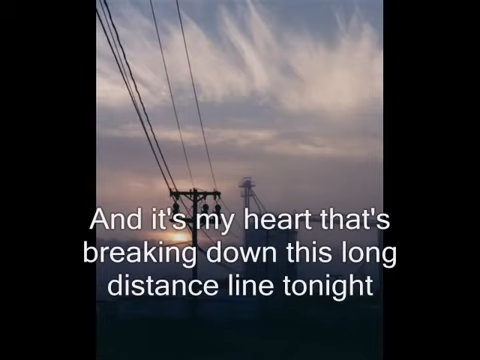 And it's my heart that's
breaking down this long
distance line tonight